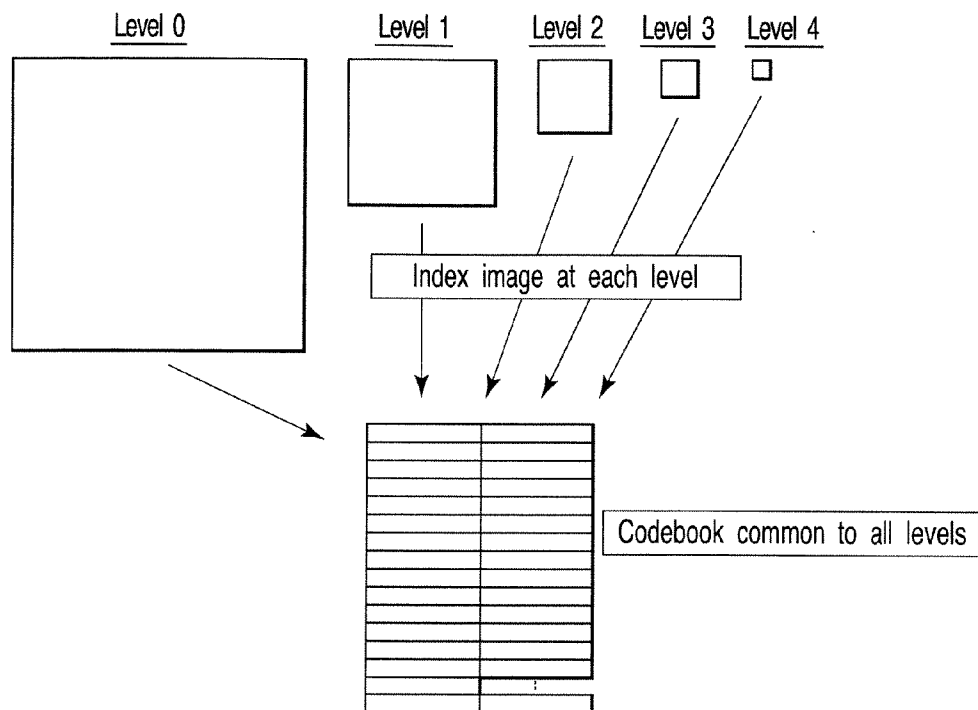 Level 0
Level 1
Level 2
Level 3
Level 4
Index image at each level
Codebook common to all levels